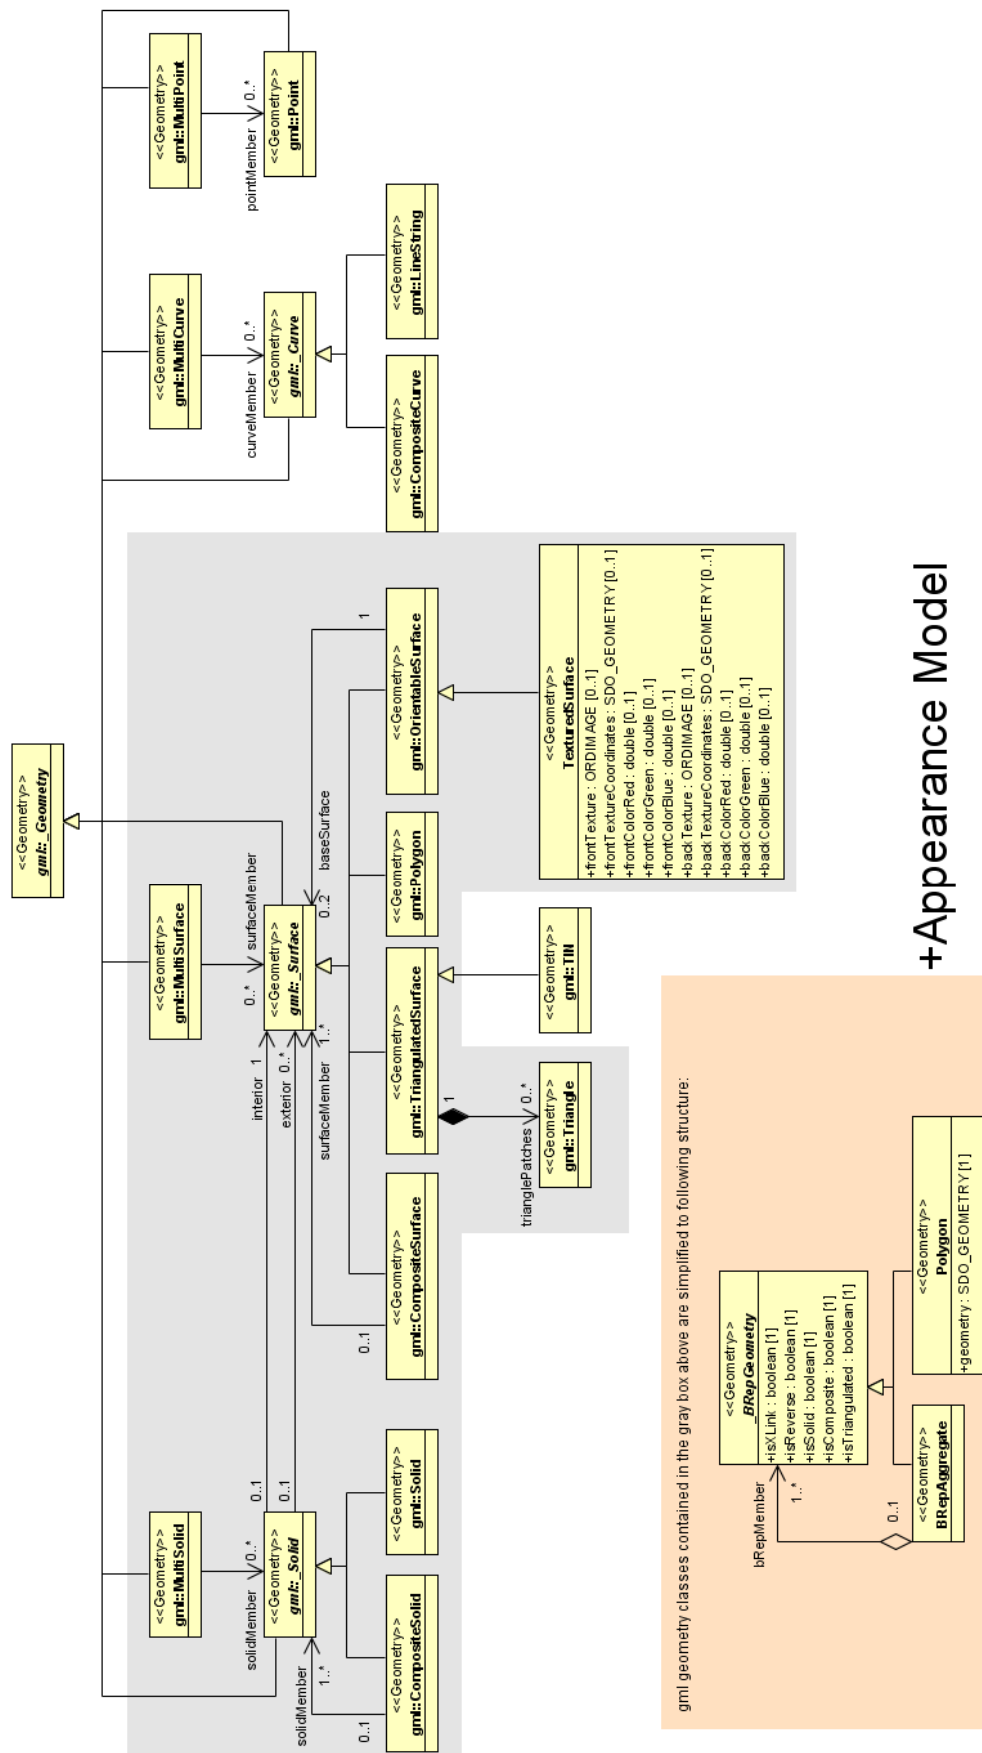 <<Geometry>>
gml::_Geometry
<<Geometry>>
gml::MultiSolid
<<Geometry>>
gml::MultiSurface
<<Geometry>>
gml::MultiCurve
<<Geometry>>
gml::MultiPoint
solidMember
0..*
interior 1
0..1
0..*
surfaceMember
curveMember
0..*
pointMember
0..*
<<Geometry>>
gml::_Solid
0..1
exterior 0..*
<<Geometry>>
gml::_Surface
<<Geometry>>
gml::_Curve
<<Geometry>>
gml::Point
solidMember
1..*
0..1
surfaceMember
1..*
0..1
0..2
baseSurface
1
<<Geometry>>
gml::CompositeSolid
<<Geometry>>
gml::Solid
<<Geometry>>
gml::CompositeSurface
<<Geometry>>
gml::TriangulatedSurface
<<Geometry>>
gml::Polygon
<<Geometry>>
gml::OrientableSurface
<<Geometry>>
gml::CompositeCurve
<<Geometry>>
gml::LineString
1
trianglePatches
0..*
<<Geometry>>
gml::Triangle
<<Geometry>>
gml::TIN
<<Geometry>>
TexturedSurface
+frontTexture : ORDIMAGE [0..1]
+frontTextureCoordinates : SDO_GEOMETRY [0..1]
+frontColorRed : double [0..1]
+frontColorGreen : double [0..1]
+frontColorBlue : double [0..1]
+backTexture : ORDIMAGE [0..1]
+backTextureCoordinates : SDO_GEOMETRY [0..1]
+backColorRed : double [0..1]
+backColorGreen : double [0..1]
+backColorBlue : double [0..1]
gml geometry classes contained in the gray box above are simplified to following structure:
<<Geometry>>
_BRepGeometry
+isXLink : boolean [1]
+isReverse : boolean [1]
+isSolid : boolean [1]
+isComposite : boolean [1]
+isTriangulated : boolean [1]
bRepMember
1..*
0..1
<<Geometry>>
BRepAggregate
<<Geometry>>
Polygon
+geometry : SDO_GEOMETRY [1]
+Appearance Model